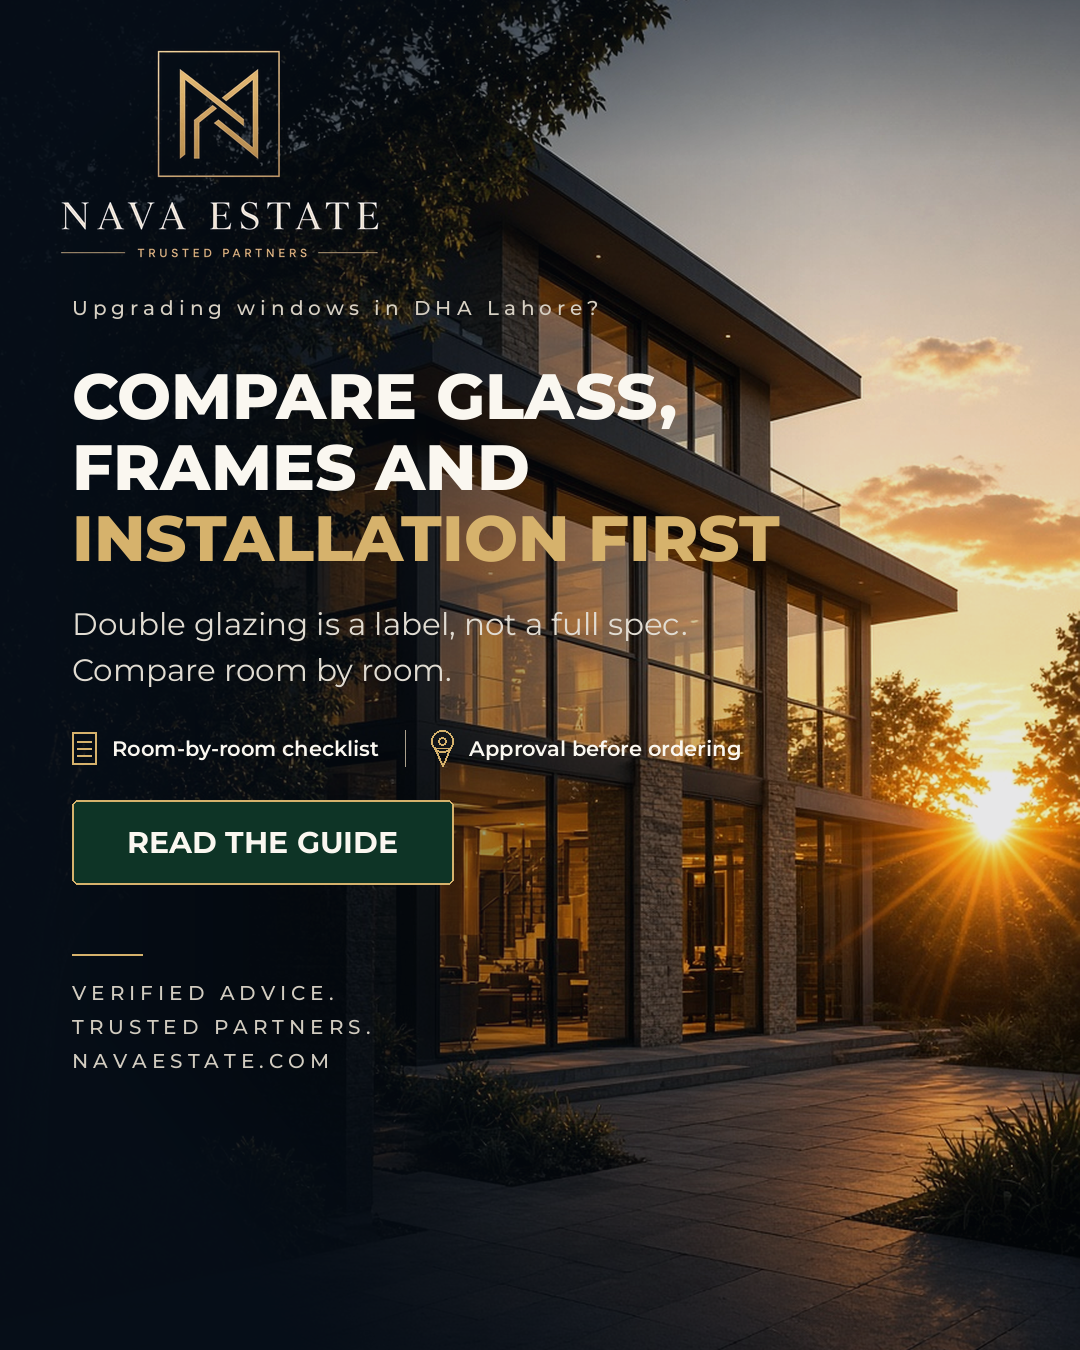 NAVA ESTATE
TRUSTED PARTNERS
Upgrading windows in DHA Lahore?
COMPARE GLASS,
FRAMES AND
INSTALLATION FIRST
Double glazing is a label, not a full spec.
Compare room by room.
Room-by-room checklist
Approval before ordering
READ THE GUIDE
VERIFIED ADVICE.
TRUSTED PARTNERS.
NAVAESTATE.COM